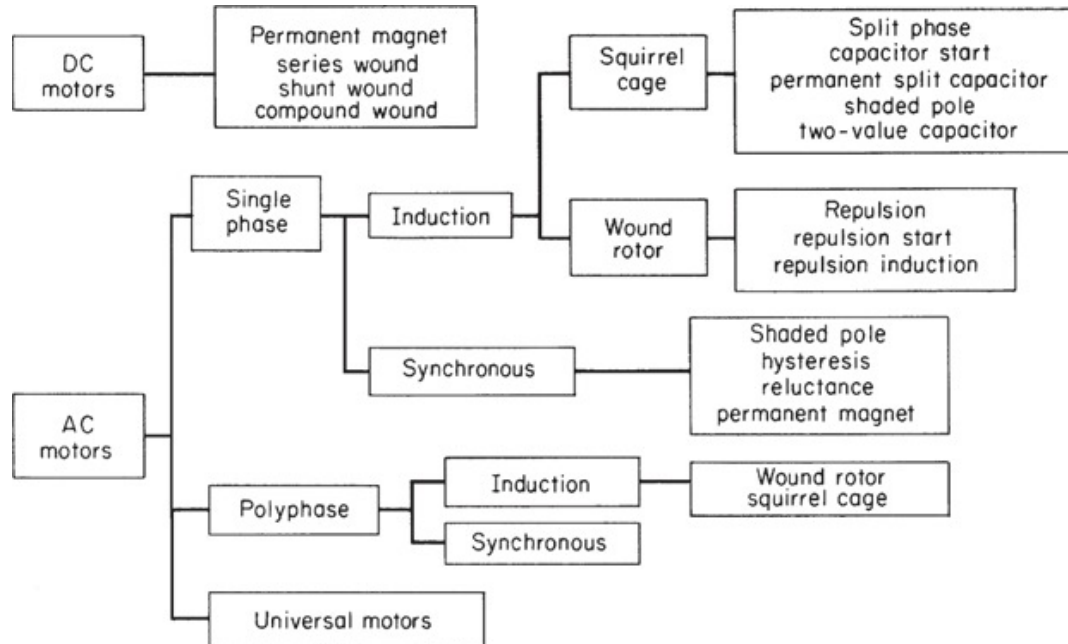 DC
motors
Permanent magnet
series wound
shunt wound
compound wound
Squirrel
cage
Split phase
capacitor start
permanent split capacitor
shaded pole
two-value capacitor
Single
phase
Induction
Wound
rotor
Repulsion
repulsion start
repulsion induction
Synchronous
Shaded pole
hysteresis
reluctance
permanent magnet
AC
motors
Polyphase
Induction
Wound rotor
squirrel cage
Synchronous
Universal motors